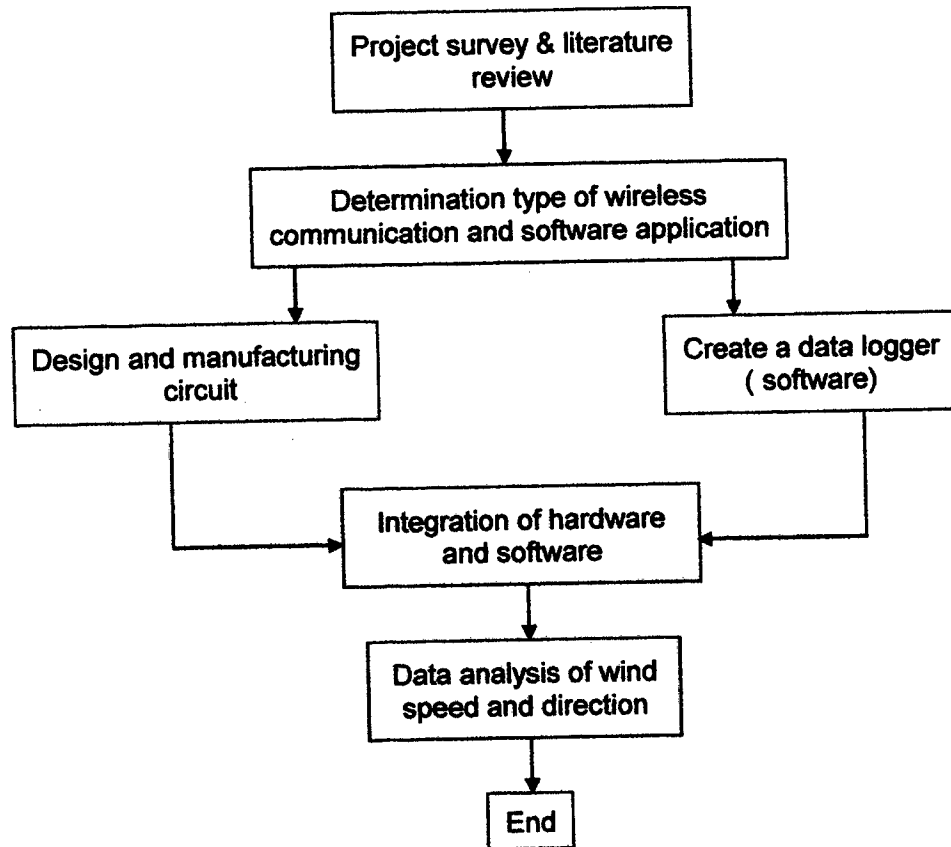 Project survey & literature
review
Determination type of wireless
communication and software application
Design and manufacturing
circuit
Create a data logger
( software)
Integration of hardware
and software
Data analysis of wind
speed and direction
End